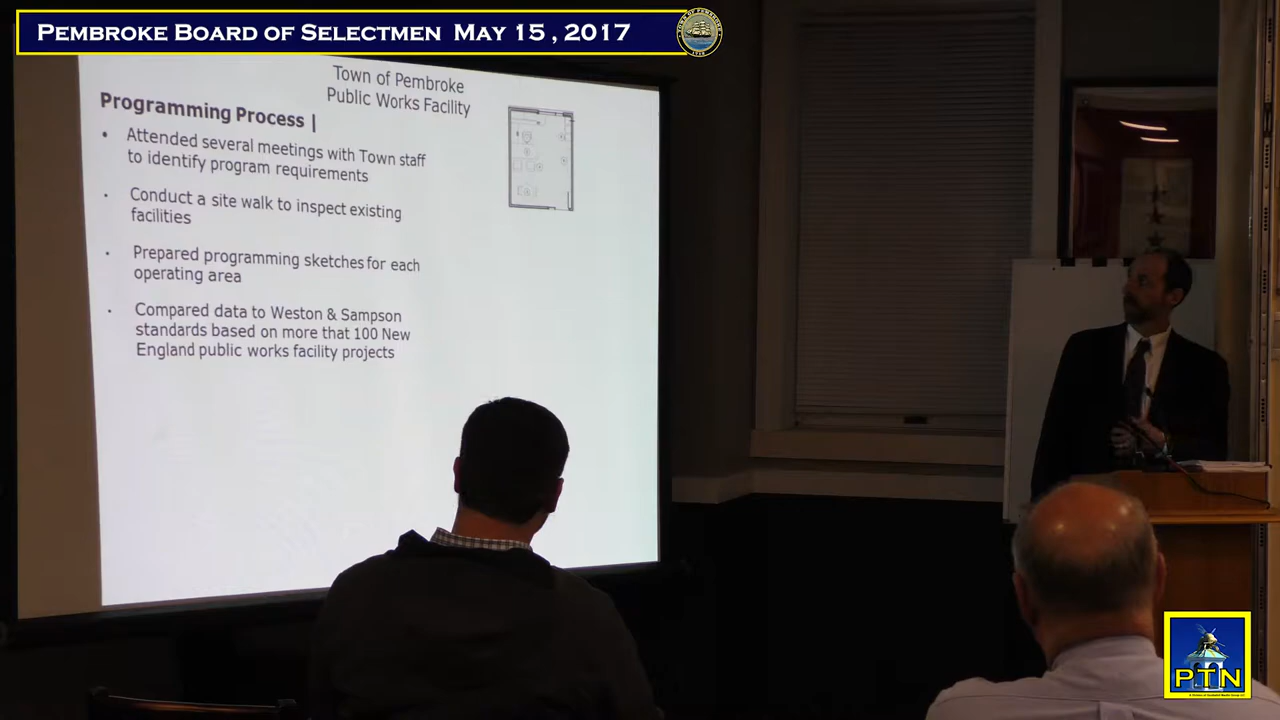 PEMBROKE BOARD OF SELECTMEN MAY 15, 2017
Town of Pembroke
Public Works Facility
Programming Process |
• Attended several meetings with Town staff
to identify program requirements
• Conduct a site walk to inspect existing
facilities
• Prepared programming sketches for each
operating area
• Compared data to Weston & Sampson
standards based on more that 100 New
England public works facility projects
PTN